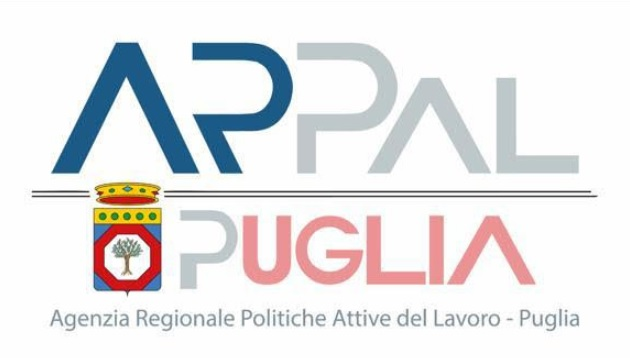 ARPAL
PUGLIA
Agenzia Regionale Politiche Attive del Lavoro - Puglia